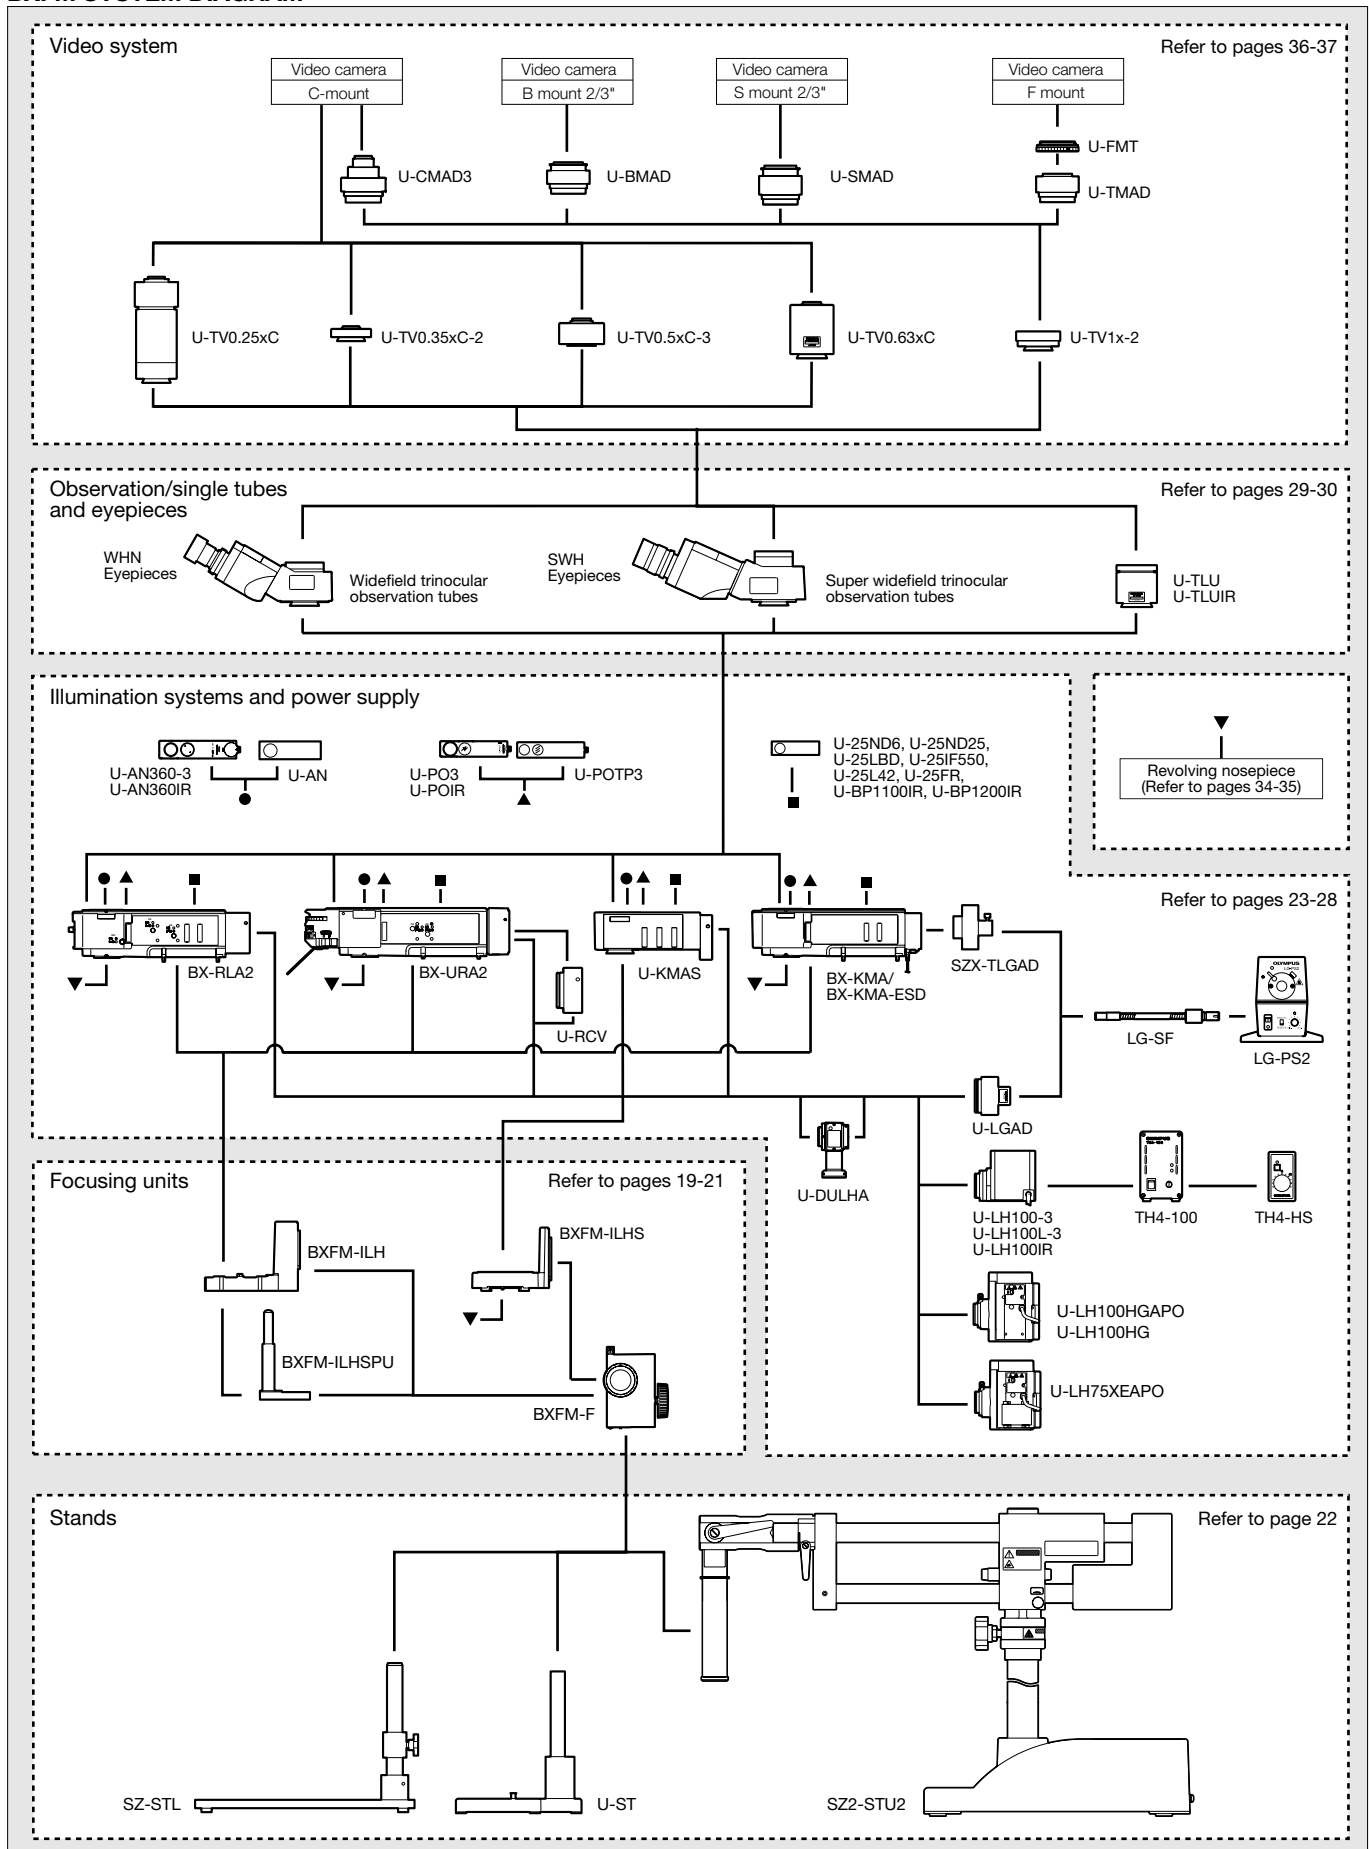 Video system
Refer to pages 36-37
Video camera
C-mount
Video camera
B mount 2/3"
Video camera
S mount 2/3"
Video camera
F mount
U-FMT
U-CMAD3
U-BMAD
U-SMAD
U-TMAD
U-TV0.25xC
U-TV0.35xC-2
U-TV0.5xC-3
U-TV0.63xC
U-TV1x-2
Observation/single tubes
and eyepieces
Refer to pages 29-30
WHN
Eyepieces
Widefield trinocular
observation tubes
SWH
Eyepieces
Super widefield trinocular
observation tubes
U-TLU
U-TLUIR
Illumination systems and power supply
U-AN360-3
U-AN360IR
U-AN
U-PO3
U-POIR
U-POTP3
U-25ND6, U-25ND25,
U-25LBD, U-25IF550,
U-25L42, U-25FR,
U-BP1100IR, U-BP1200IR
Revolving nosepiece
(Refer to pages 34-35)
Refer to pages 23-28
BX-RLA2
BX-URA2
U-RCV
U-KMAS
BX-KMA/
BX-KMA-ESD
SZX-TLGAD
LG-SF
OLYMPUS
LG-PS2
U-LGAD
U-DULHA
U-LH100-3
U-LH100L-3
U-LH100IR
TH4-100
TH4-HS
U-LH100HGAPO
U-LH100HG
U-LH75XEAPO
Focusing units
Refer to pages 19-21
BXFM-ILH
BXFM-ILHS
BXFM-ILHSPU
BXFM-F
Stands
Refer to page 22
SZ-STL
U-ST
SZ2-STU2